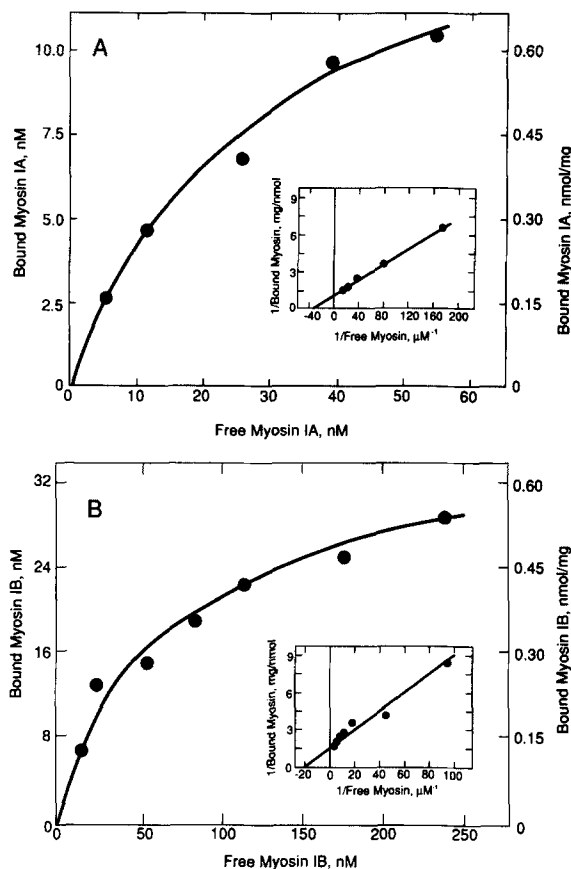 A
10.0
7.5
5.0
2.5
0
Bound Myosin IA, nM
0.60
0.45
0.30
0.15
0
Bound Myosin IA, nmol/mg
0 10 20 30 40 50 60
Free Myosin IA, nM
9
6
3
0
1/Bound Myosin, mg/nmol
-40 0 40 80 120 160 200
1/Free Myosin, µM⁻¹
B
32
24
16
8
0
Bound Myosin IB, nM
0.60
0.45
0.30
0.15
0
Bound Myosin IB, nmol/mg
0 50 100 150 200 250
Free Myosin IB, nM
9
6
3
0
1/Bound Myosin, mg/nmol
-20 0 20 40 60 80 100
1/Free Myosin, µM⁻¹